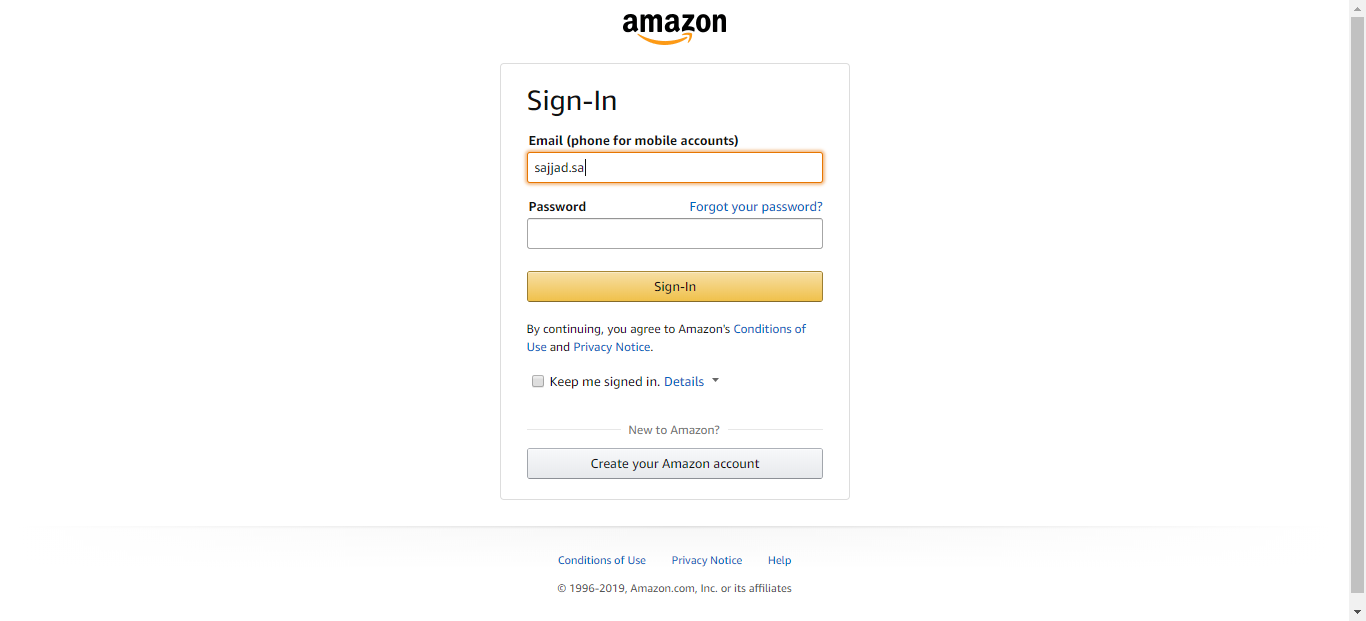 amazon
Sign-In
Email (phone for mobile accounts)
sajjad.sa
Password Forgot your password?
Sign-In
By continuing, you agree to Amazon's Conditions of
Use and Privacy Notice.
Keep me signed in. Details
New to Amazon?
Create your Amazon account
Conditions of Use Privacy Notice Help
© 1996-2019, Amazon.com, Inc. or its affiliates